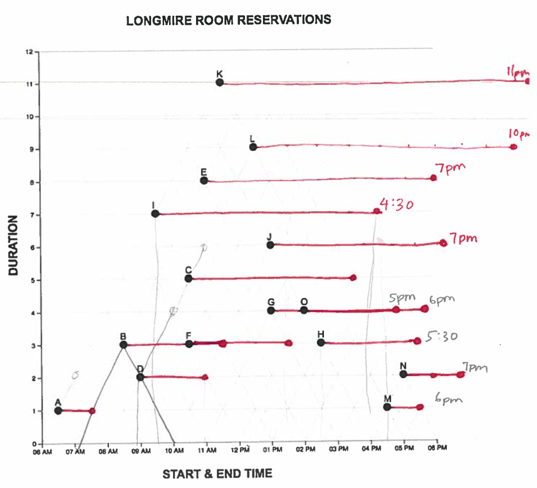 LONGMIRE ROOM RESERVATIONS
12
K
11pm
11
10
L
10pm
9
E
7pm
8
I
4:30
7
J
7pm
6
C
5
G
O
5pm
6pm
4
B
F
H
5:30
3
D
N
7pm
2
A
M
6pm
1
0
DURATION
06 AM 07 AM 08 AM 09 AM 10 AM 11 AM 12 PM 01 PM 02 PM 03 PM 04 PM 05 PM 06 PM
START & END TIME